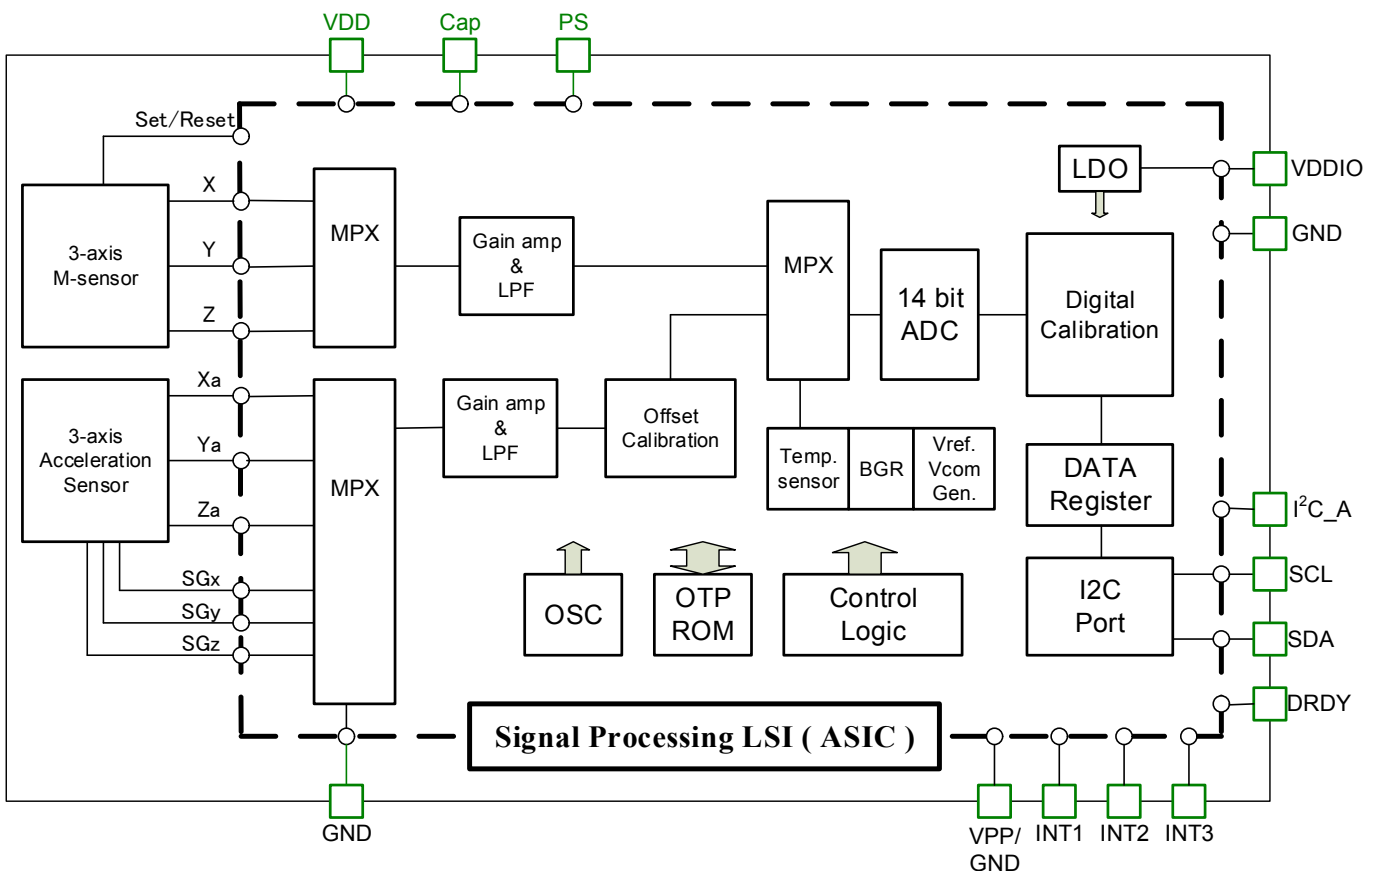 VDD
Cap
PS
Set/Reset
X
Y
Z
3-axis
M-sensor
MPX
Gain amp
&
LPF
MPX
14 bit
ADC
LDO
Digital
Calibration
VDDIO
GND
Xa
Ya
Za
3-axis
Acceleration
Sensor
SGx
SGy
SGz
MPX
Gain amp
&
LPF
Offset
Calibration
Temp.
sensor
BGR
Vref.
Vcom
Gen.
DATA
Register
I²C_A
OSC
OTP
ROM
Control
Logic
I2C
Port
SCL
SDA
DRDY
Signal Processing LSI ( ASIC )
GND
VPP/
GND
INT1
INT2
INT3